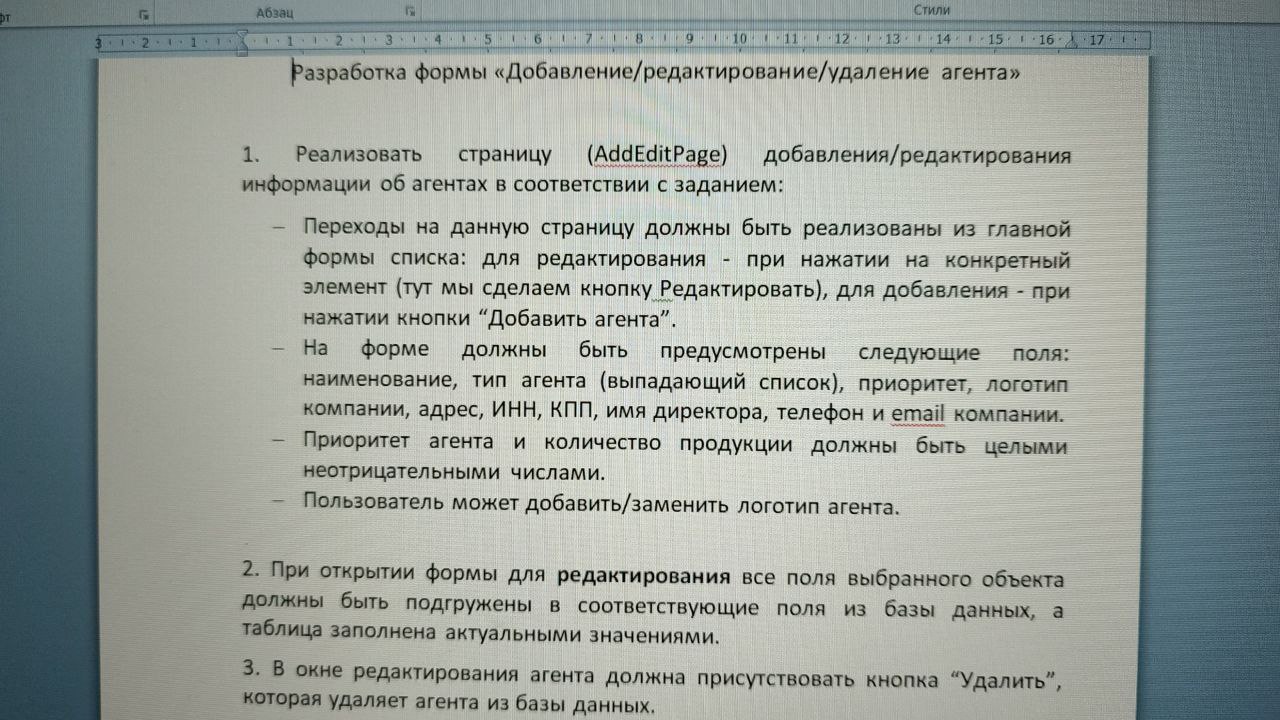 Абзац
Стили
3 2 1 1 2 3 4 5 6 7 8 9 10 11 12 13 14 15 16 17
Разработка формы «Добавление/редактирование/удаление агента»
1. Реализовать страницу (AddEditPage) добавления/редактирования
информации об агентах в соответствии с заданием:
– Переходы на данную страницу должны быть реализованы из главной
формы списка: для редактирования - при нажатии на конкретный
элемент (тут мы сделаем кнопку Редактировать), для добавления - при
нажатии кнопки “Добавить агента”.
– На форме должны быть предусмотрены следующие поля:
наименование, тип агента (выпадающий список), приоритет, логотип
компании, адрес, ИНН, КПП, имя директора, телефон и email компании.
– Приоритет агента и количество продукции должны быть целыми
неотрицательными числами.
– Пользователь может добавить/заменить логотип агента.
2. При открытии формы для редактирования все поля выбранного объекта
должны быть подгружены в соответствующие поля из базы данных, а
таблица заполнена актуальными значениями.
3. В окне редактирования агента должна присутствовать кнопка “Удалить”,
которая удаляет агента из базы данных.